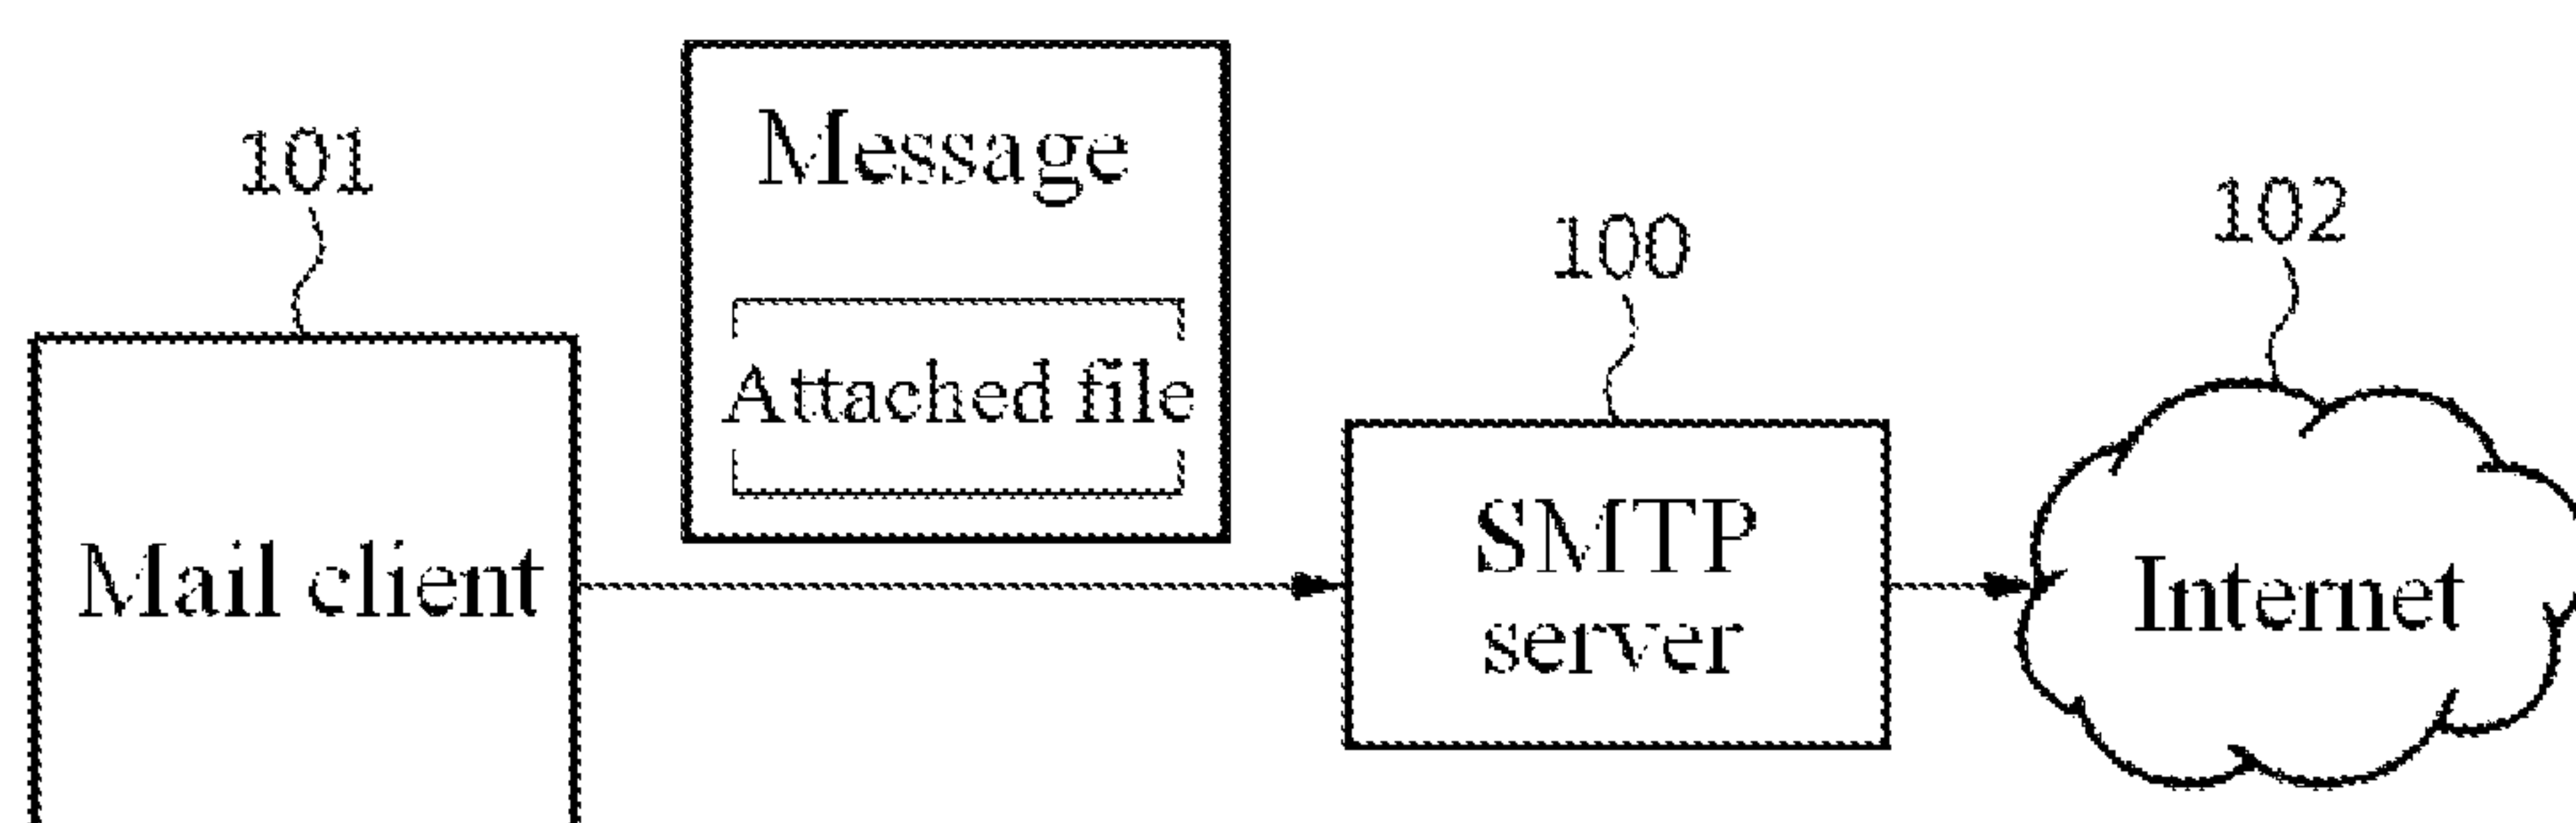 101
Message
Attached file
Mail client
100
SMTP
server
102
Internet